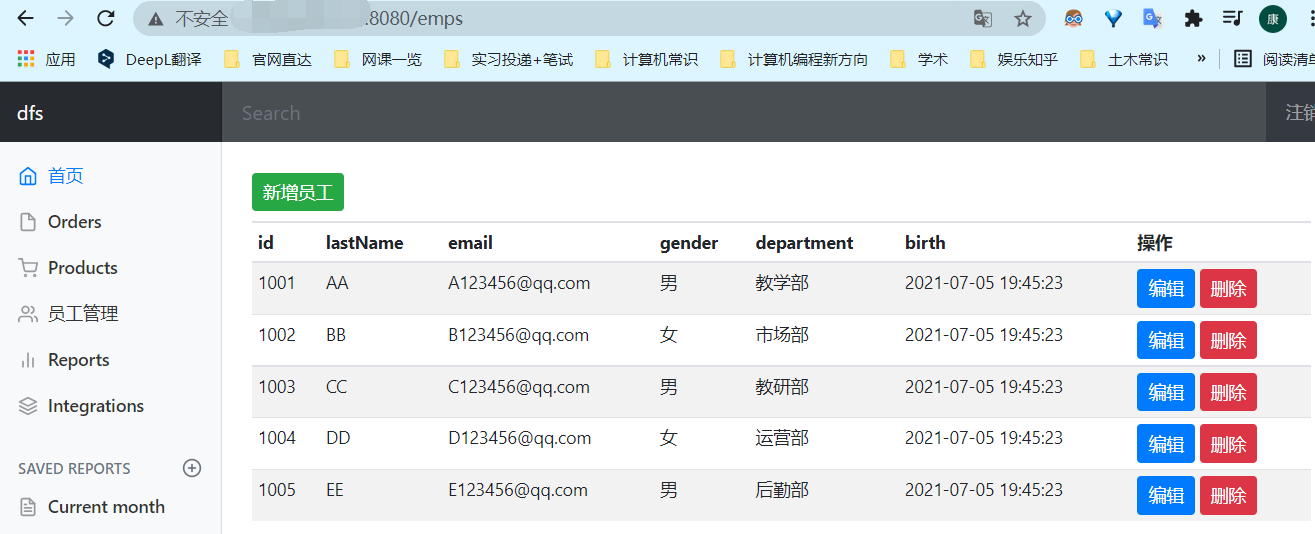 不安全 :8080/emps
应用 DeepL翻译 官网直达 网课一览 实习投递+笔试 计算机常识 计算机编程新方向 学术 娱乐知乎 土木常识 » 阅读清单
dfs Search 注销
首页
新增员工
Orders
id lastName email gender department birth 操作
Products
1001 AA A123456@qq.com 男 教学部 2021-07-05 19:45:23 编辑 删除
员工管理
1002 BB B123456@qq.com 女 市场部 2021-07-05 19:45:23 编辑 删除
Reports
1003 CC C123456@qq.com 男 教研部 2021-07-05 19:45:23 编辑 删除
Integrations
1004 DD D123456@qq.com 女 运营部 2021-07-05 19:45:23 编辑 删除
SAVED REPORTS
1005 EE E123456@qq.com 男 后勤部 2021-07-05 19:45:23 编辑 删除
Current month
康